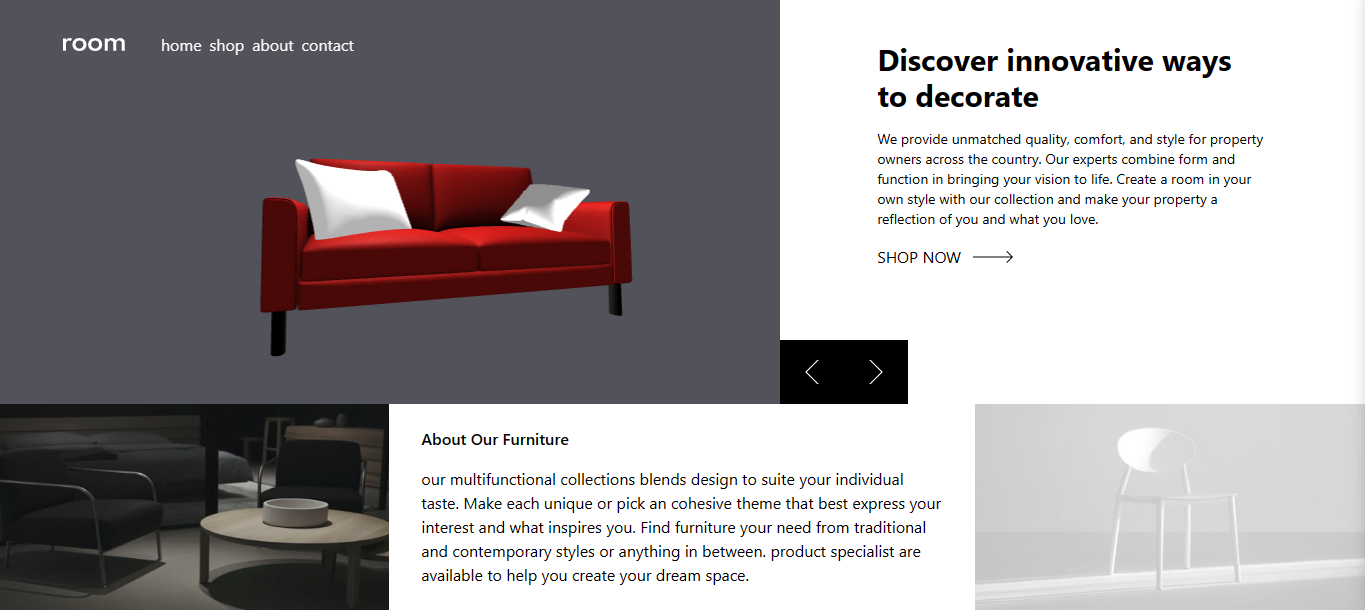 room
home shop about contact
Discover innovative ways
to decorate
We provide unmatched quality, comfort, and style for property
owners across the country. Our experts combine form and
function in bringing your vision to life. Create a room in your
own style with our collection and make your property a
reflection of you and what you love.
SHOP NOW
About Our Furniture
our multifunctional collections blends design to suite your individual
taste. Make each unique or pick an cohesive theme that best express your
interest and what inspires you. Find furniture your need from traditional
and contemporary styles or anything in between. product specialist are
available to help you create your dream space.